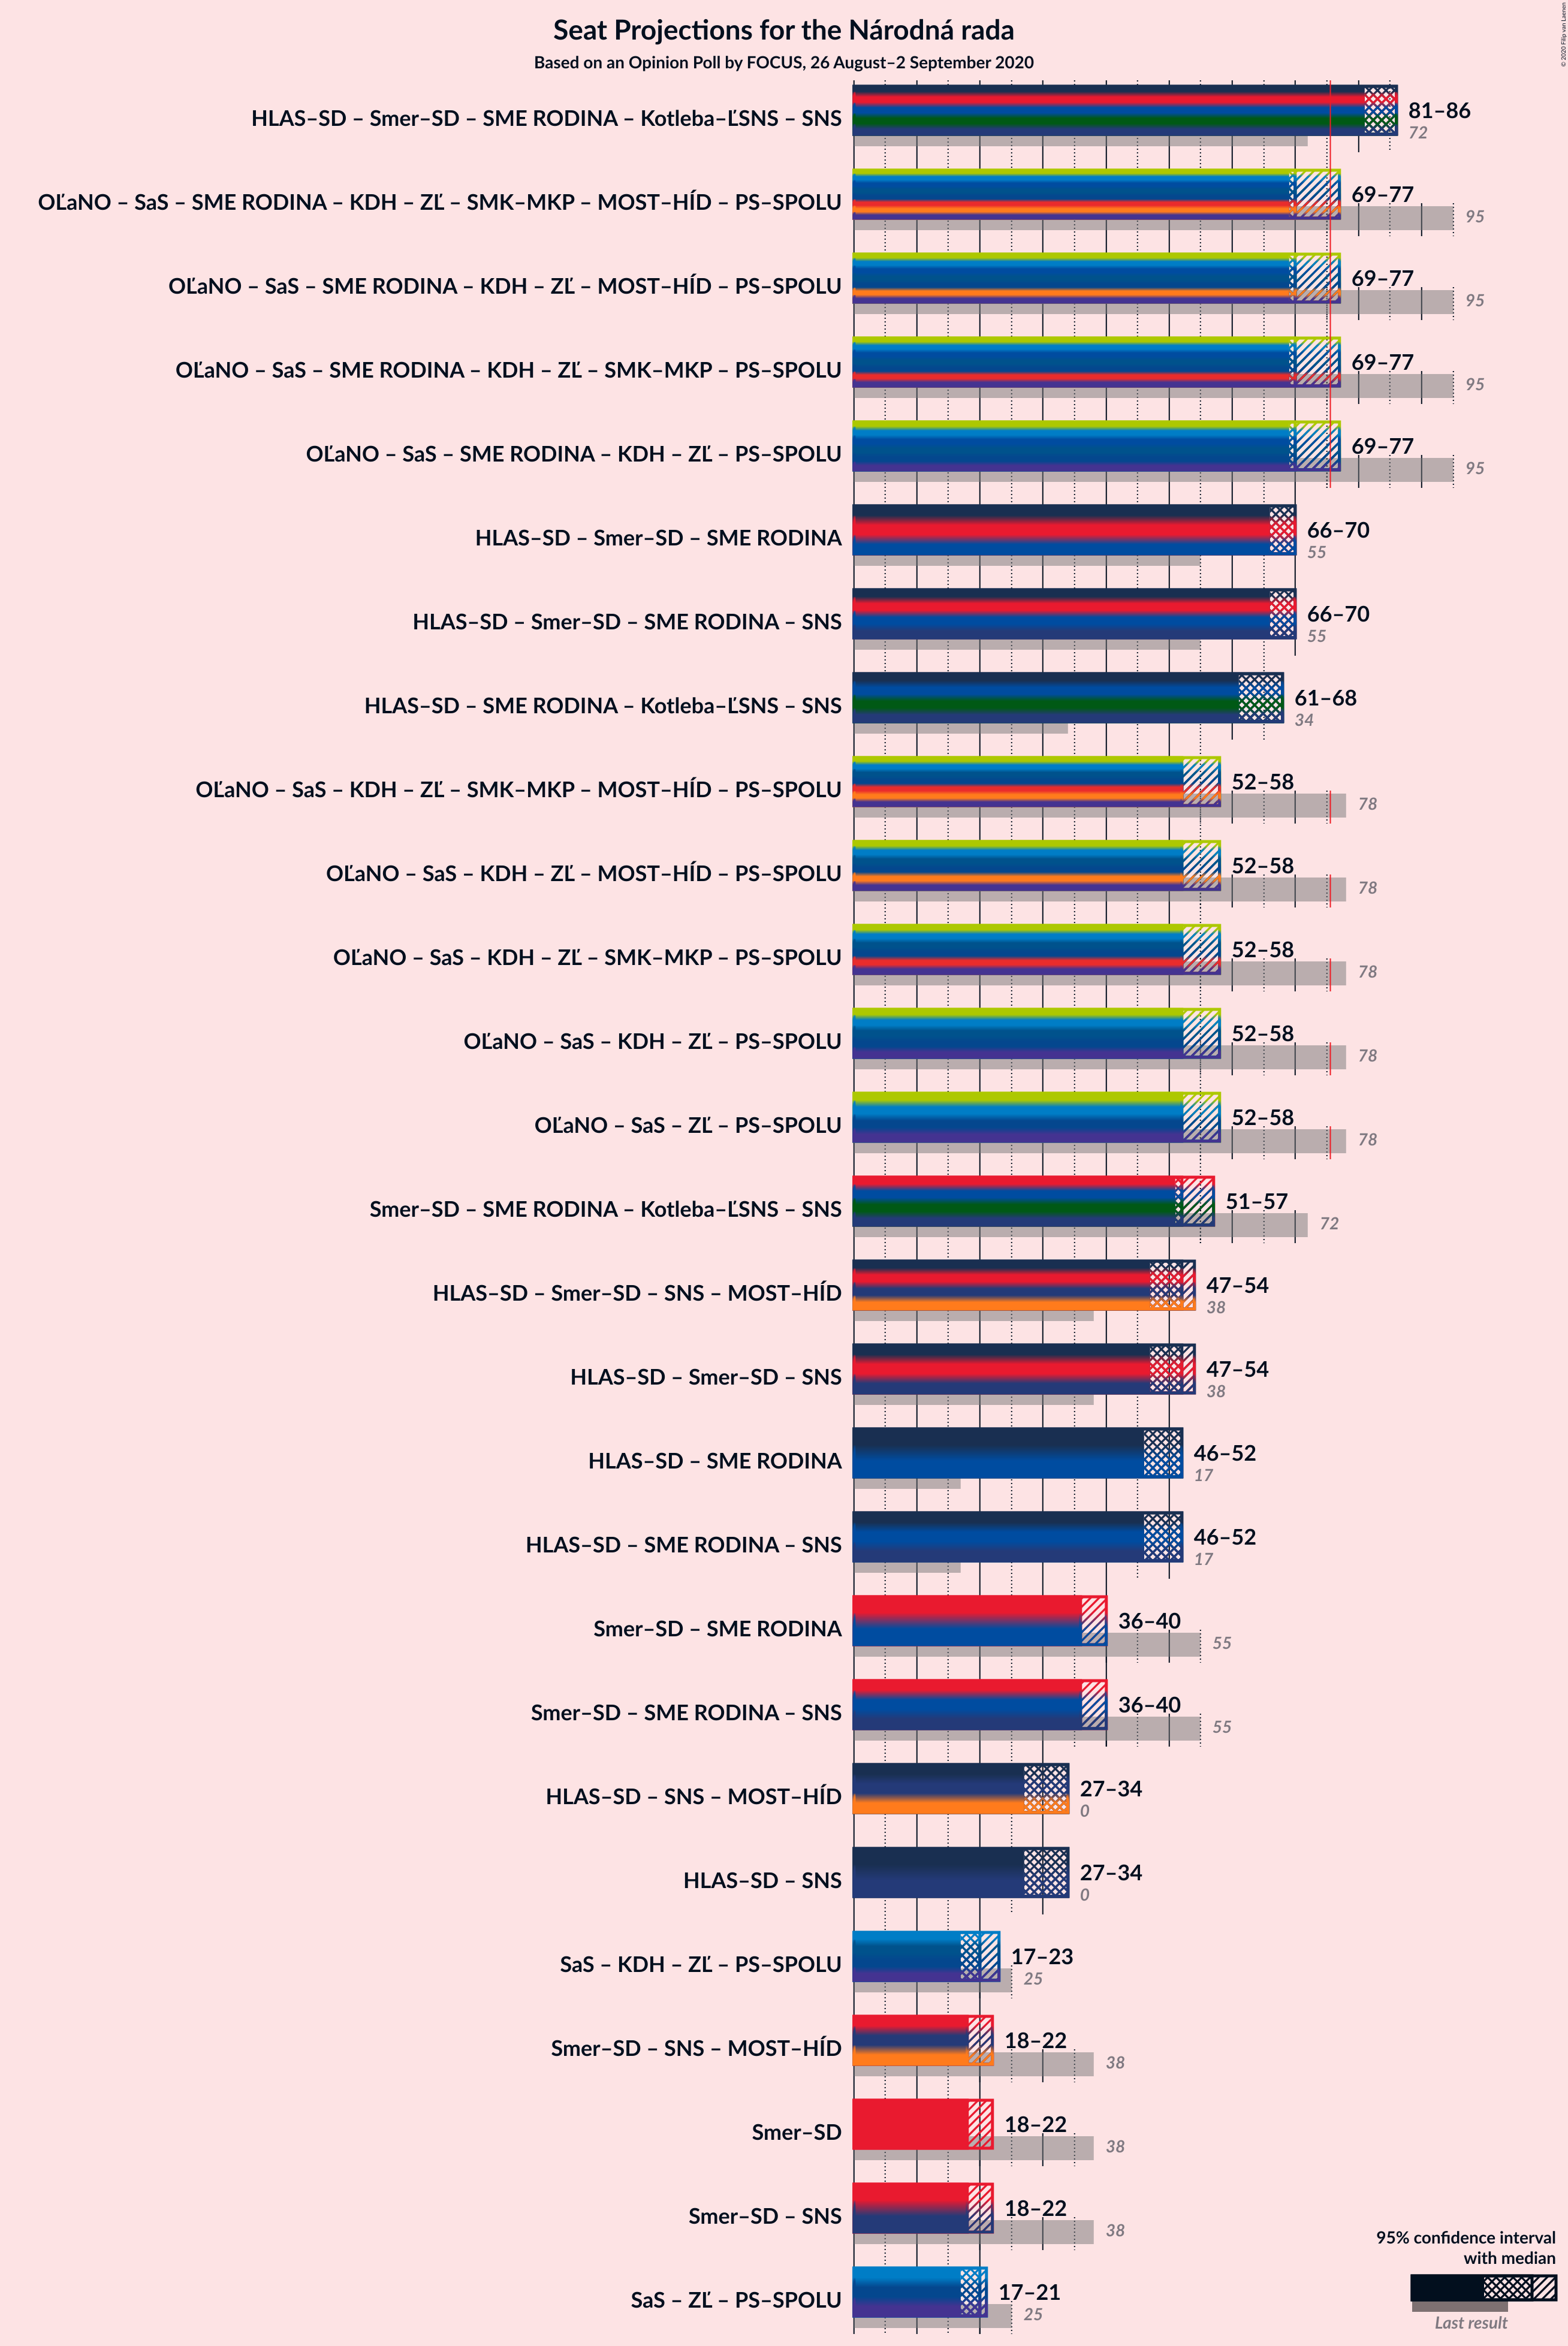 Seat Projections for the Národná rada
Based on an Opinion Poll by FOCUS, 26 August–2 September 2020
© 2020 Filip van Laenen
HLAS–SD – Smer–SD – SME RODINA – Kotleba–ĽSNS – SNS
81–86
72
OĽaNO – SaS – SME RODINA – KDH – ZĽ – SMK–MKP – MOST–HÍD – PS–SPOLU
69–77
95
OĽaNO – SaS – SME RODINA – KDH – ZĽ – MOST–HÍD – PS–SPOLU
69–77
95
OĽaNO – SaS – SME RODINA – KDH – ZĽ – SMK–MKP – PS–SPOLU
69–77
95
OĽaNO – SaS – SME RODINA – KDH – ZĽ – PS–SPOLU
69–77
95
HLAS–SD – Smer–SD – SME RODINA
66–70
55
HLAS–SD – Smer–SD – SME RODINA – SNS
66–70
55
HLAS–SD – SME RODINA – Kotleba–ĽSNS – SNS
61–68
34
OĽaNO – SaS – KDH – ZĽ – SMK–MKP – MOST–HÍD – PS–SPOLU
52–58
78
OĽaNO – SaS – KDH – ZĽ – MOST–HÍD – PS–SPOLU
52–58
78
OĽaNO – SaS – KDH – ZĽ – SMK–MKP – PS–SPOLU
52–58
78
OĽaNO – SaS – KDH – ZĽ – PS–SPOLU
52–58
78
OĽaNO – SaS – ZĽ – PS–SPOLU
52–58
78
Smer–SD – SME RODINA – Kotleba–ĽSNS – SNS
51–57
72
HLAS–SD – Smer–SD – SNS – MOST–HÍD
47–54
38
HLAS–SD – Smer–SD – SNS
47–54
38
HLAS–SD – SME RODINA
46–52
17
HLAS–SD – SME RODINA – SNS
46–52
17
Smer–SD – SME RODINA
36–40
55
Smer–SD – SME RODINA – SNS
36–40
55
HLAS–SD – SNS – MOST–HÍD
27–34
0
HLAS–SD – SNS
27–34
0
SaS – KDH – ZĽ – PS–SPOLU
17–23
25
Smer–SD – SNS – MOST–HÍD
18–22
38
Smer–SD
18–22
38
Smer–SD – SNS
18–22
38
SaS – ZĽ – PS–SPOLU
17–21
25
95% confidence interval
with median
Last result